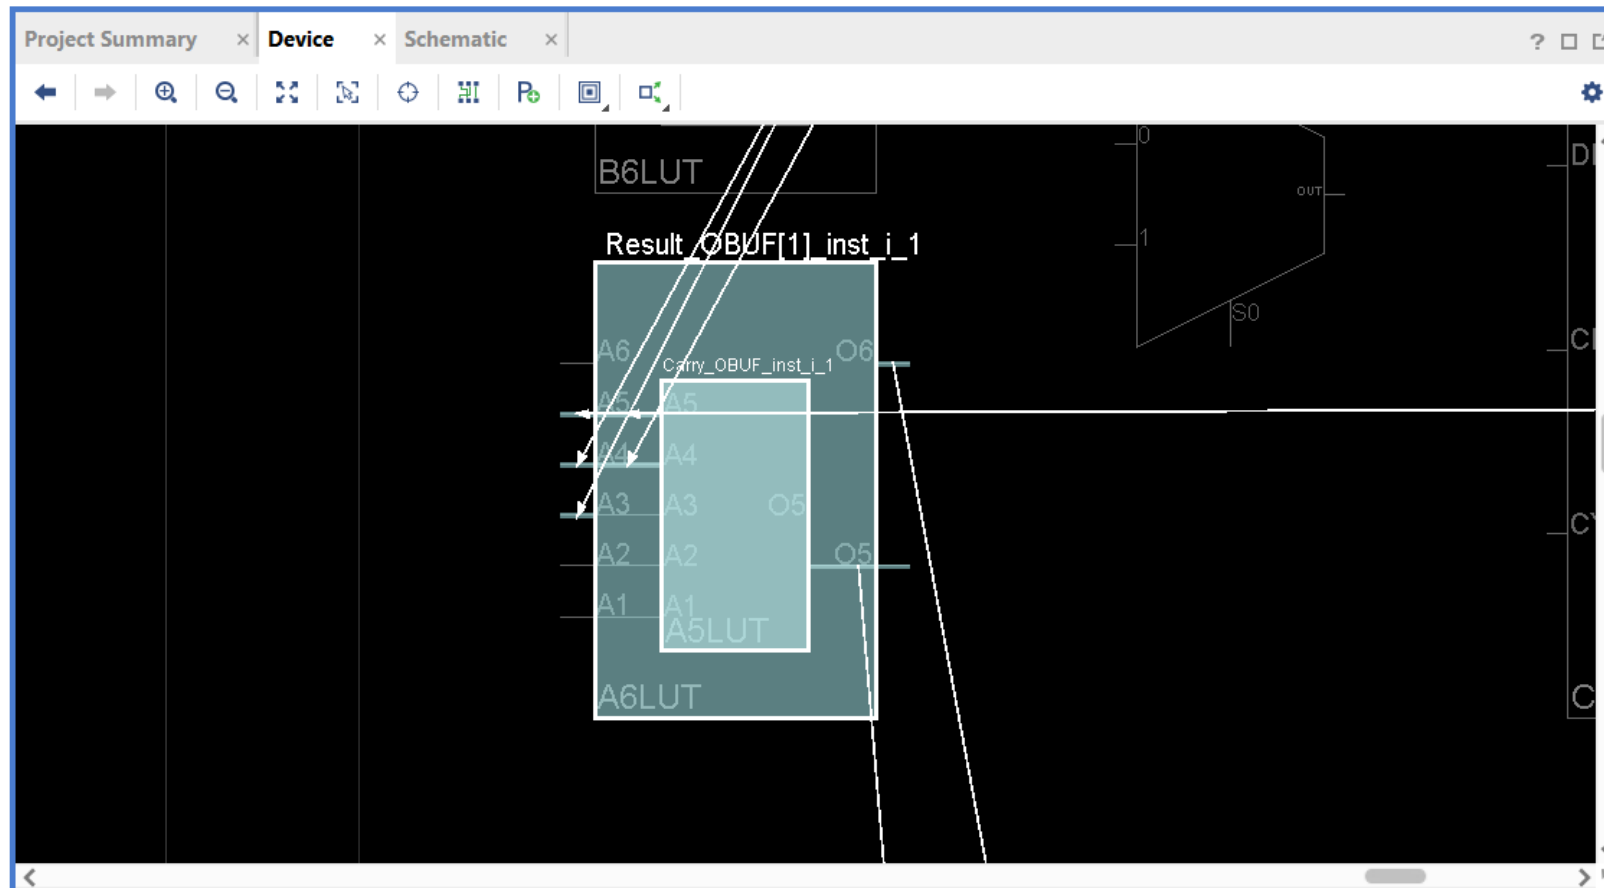 Project Summary × Device × Schematic ×
?
B6LUT
0
1
OUT
S0
Result_OBUF[1]_inst_i_1
A6
O6
Carry_OBUF_inst_i_1
A5 A5
A4 A4
A3 A3 O5
A2 A2 O5
A1 A1
A5LUT
A6LUT